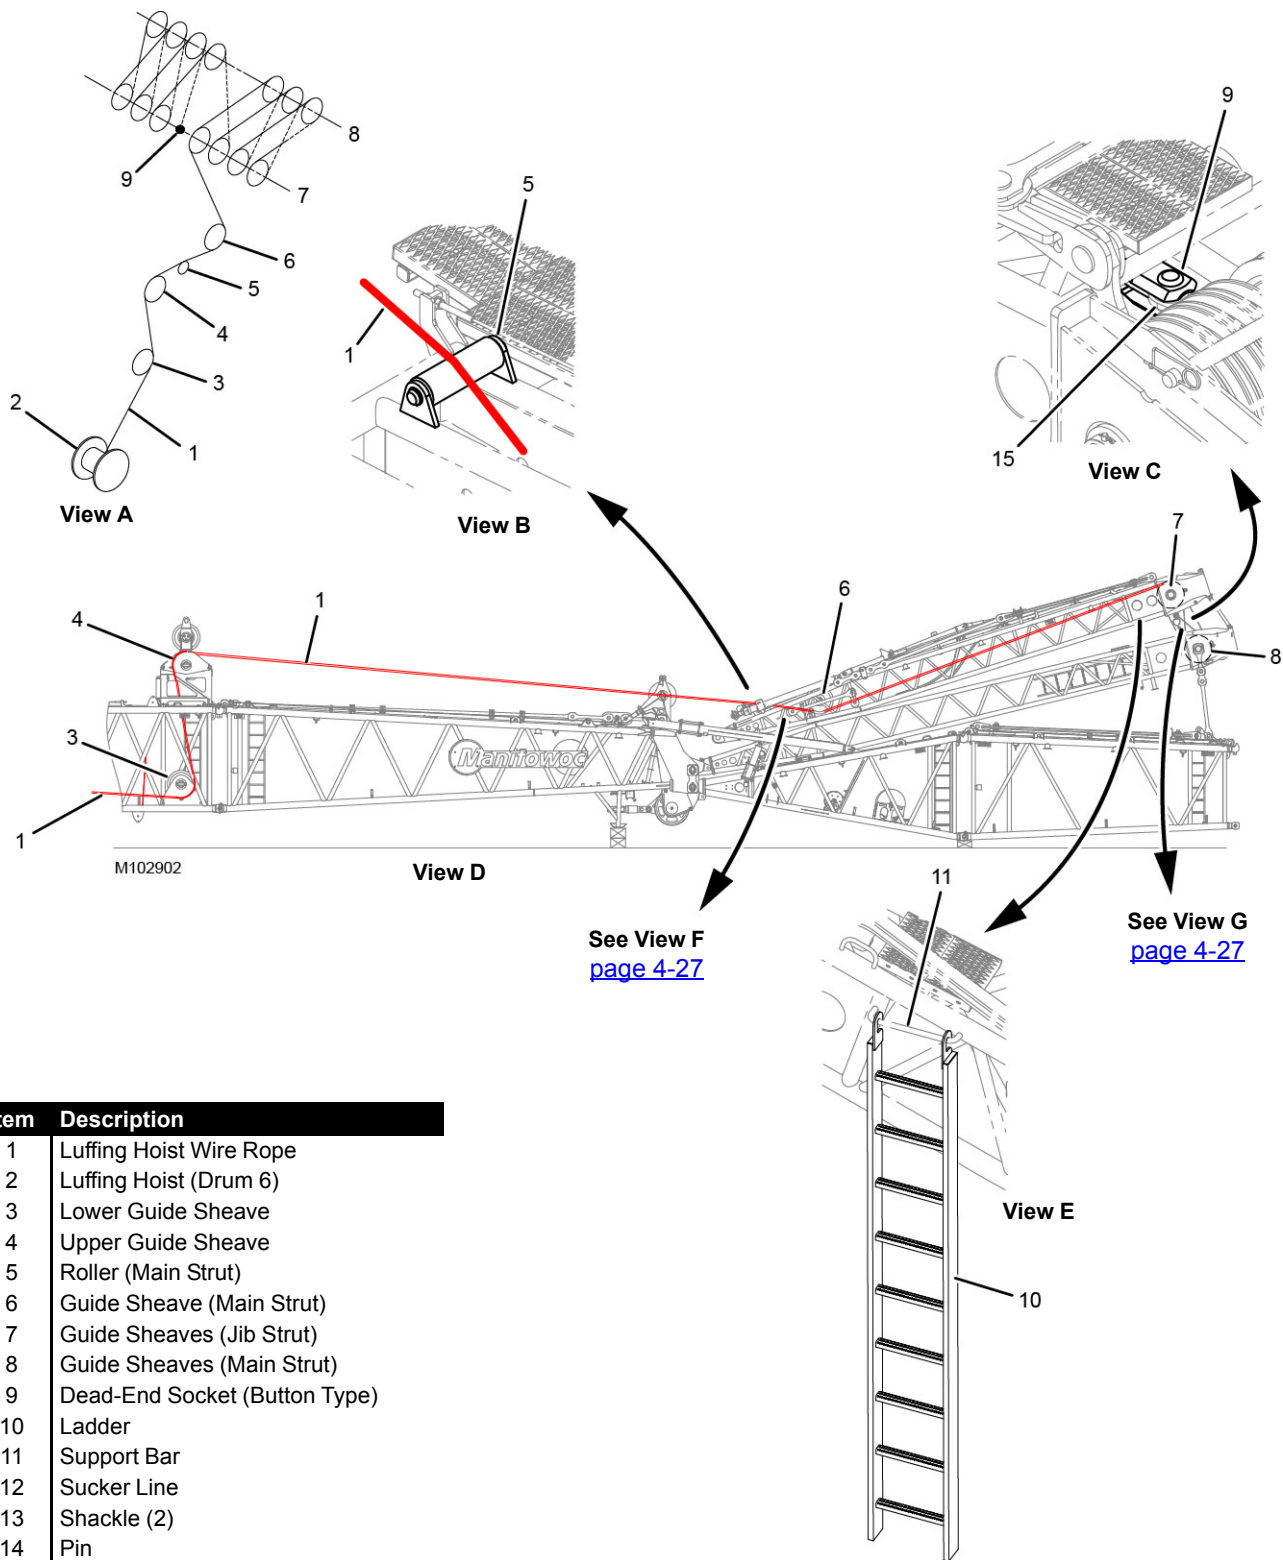 8
9
7
6
5
4
3
2
1
View A
5
1
View B
9
15
View C
7
6
1
4
8
3
1
Manitowoc
M102902
View D
See View F
page 4-27
See View G
page 4-27
11
View E
10
tem Description
1 Luffing Hoist Wire Rope
2 Luffing Hoist (Drum 6)
3 Lower Guide Sheave
4 Upper Guide Sheave
5 Roller (Main Strut)
6 Guide Sheave (Main Strut)
7 Guide Sheaves (Jib Strut)
8 Guide Sheaves (Main Strut)
9 Dead-End Socket (Button Type)
10 Ladder
11 Support Bar
12 Sucker Line
13 Shackle (2)
14 Pin